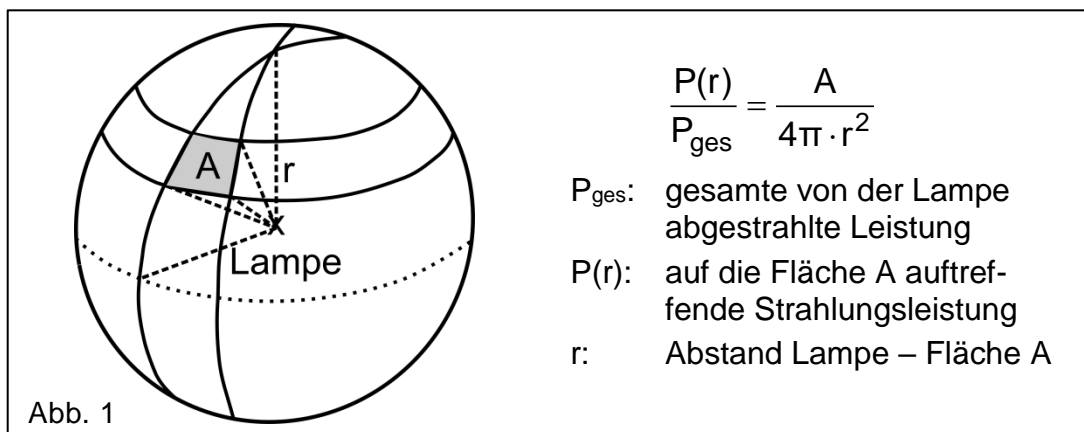 A
r
Lampe
Abb. 1
P(r) / P_ges = A / (4π · r²)
P_ges: gesamte von der Lampe
abgestrahlte Leistung
P(r): auf die Fläche A auftref-
fende Strahlungsleistung
r: Abstand Lampe – Fläche A